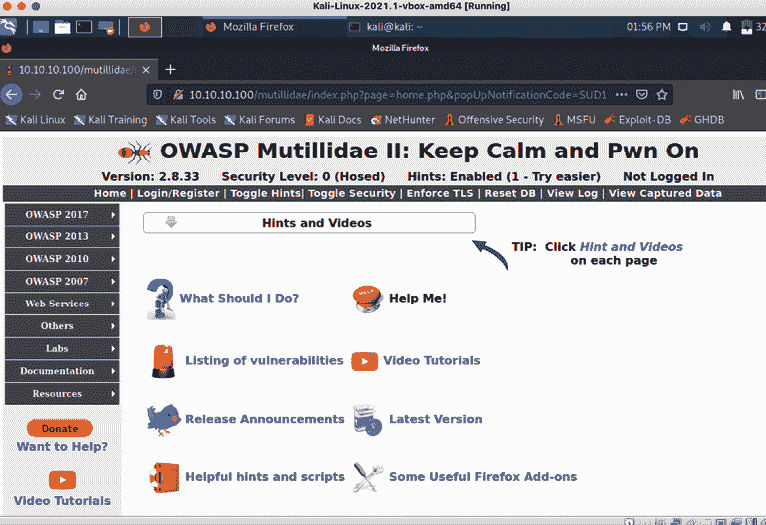 Kali-Linux-2021.1-vbox-amd64 [Running]
Mozilla Firefox
kali@kali: ~
01:56 PM
32
Mozilla Firefox
10.10.10.100/mutillidae/
10.10.10.100/mutillidae/index.php?page=home.php&popUpNotificationCode=SUD1
Kali Linux Kali Training Kali Tools Kali Forums Kali Docs NetHunter Offensive Security MSFU Exploit-DB GHDB
OWASP Mutillidae II: Keep Calm and Pwn On
Version: 2.8.33 Security Level: 0 (Hosed) Hints: Enabled (1 - Try easier) Not Logged In
Home | Login/Register | Toggle Hints| Toggle Security | Enforce TLS | Reset DB | View Log | View Captured Data
OWASP 2017
OWASP 2013
OWASP 2010
OWASP 2007
Web Services
Others
Labs
Documentation
Resources
Donate
Want to Help?
Video Tutorials
Hints and Videos
TIP: Click Hint and Videos
on each page
What Should I Do?
HELP
Help Me!
Listing of vulnerabilities
Video Tutorials
Release Announcements
Latest Version
Helpful hints and scripts
Some Useful Firefox Add-ons